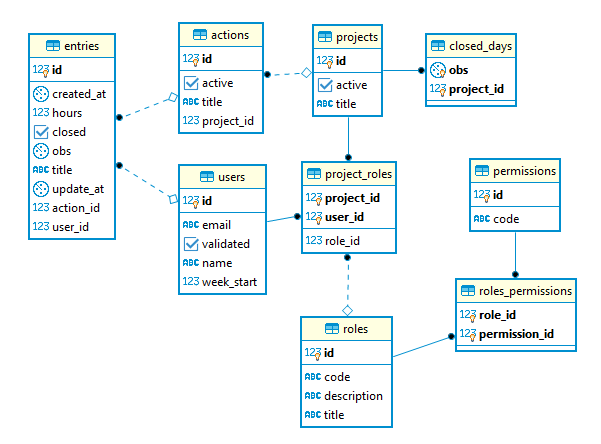 entries
123 id
created_at
123 hours
closed
obs
ABC title
update_at
123 action_id
123 user_id
actions
123 id
active
ABC title
123 project_id
projects
123 id
active
ABC title
closed_days
obs
123 project_id
users
123 id
ABC email
validated
ABC name
123 week_start
project_roles
123 project_id
123 user_id
123 role_id
permissions
123 id
ABC code
roles_permissions
123 role_id
123 permission_id
roles
123 id
ABC code
ABC description
ABC title